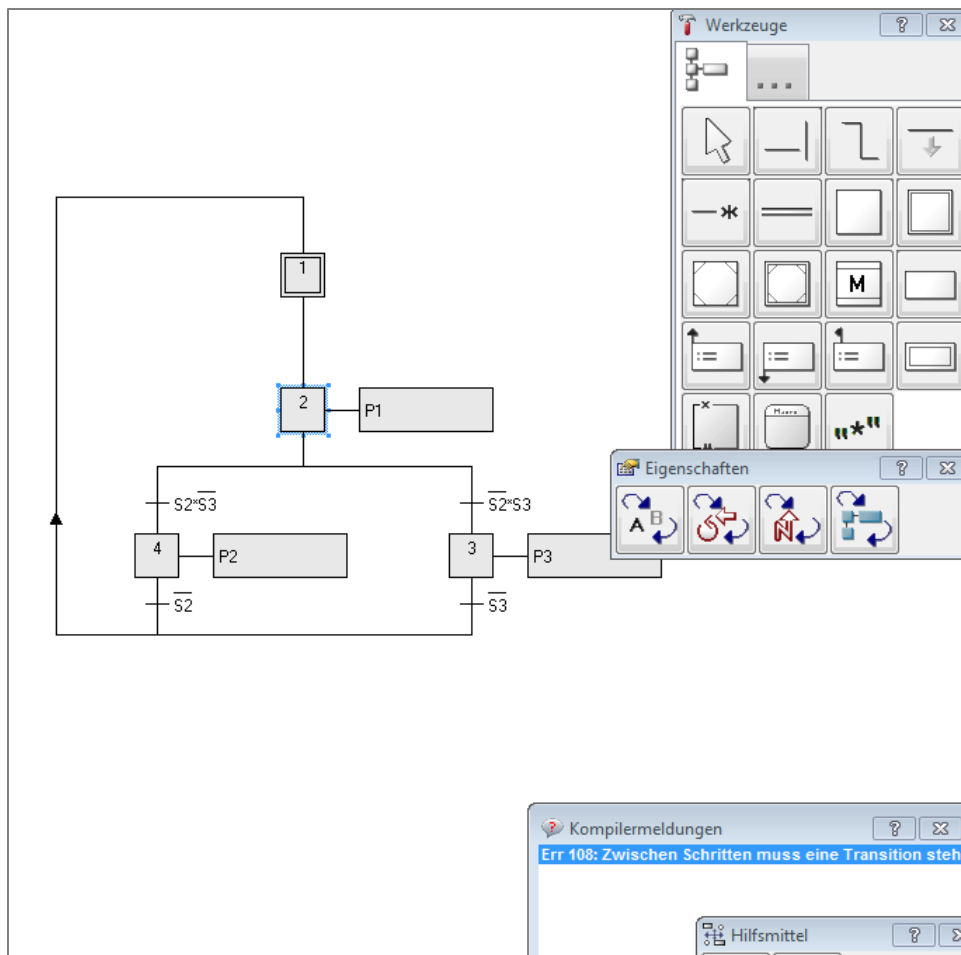 Werkzeuge
M
:=
:=
:=
Macro
"*"
1
2
P1
Eigenschaften
A B
N
S2*S̅3̅
S̅2̅*S3
4
P2
3
P3
S̅2̅
S̅3̅
Kompilermeldungen
Err 108: Zwischen Schritten muss eine Transition steh
Hilfsmittel